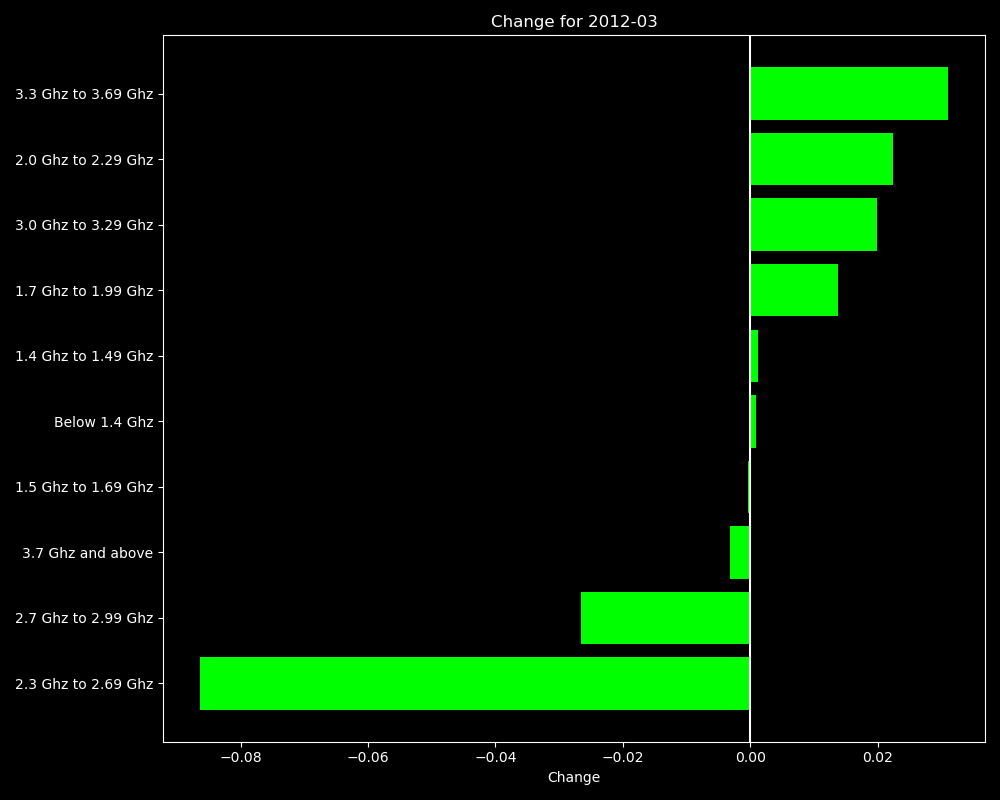 Change for 2012-03
3.3 Ghz to 3.69 Ghz
2.0 Ghz to 2.29 Ghz
3.0 Ghz to 3.29 Ghz
1.7 Ghz to 1.99 Ghz
1.4 Ghz to 1.49 Ghz
Below 1.4 Ghz
1.5 Ghz to 1.69 Ghz
3.7 Ghz and above
2.7 Ghz to 2.99 Ghz
2.3 Ghz to 2.69 Ghz
−0.08 −0.06 −0.04 −0.02 0.00 0.02
Change